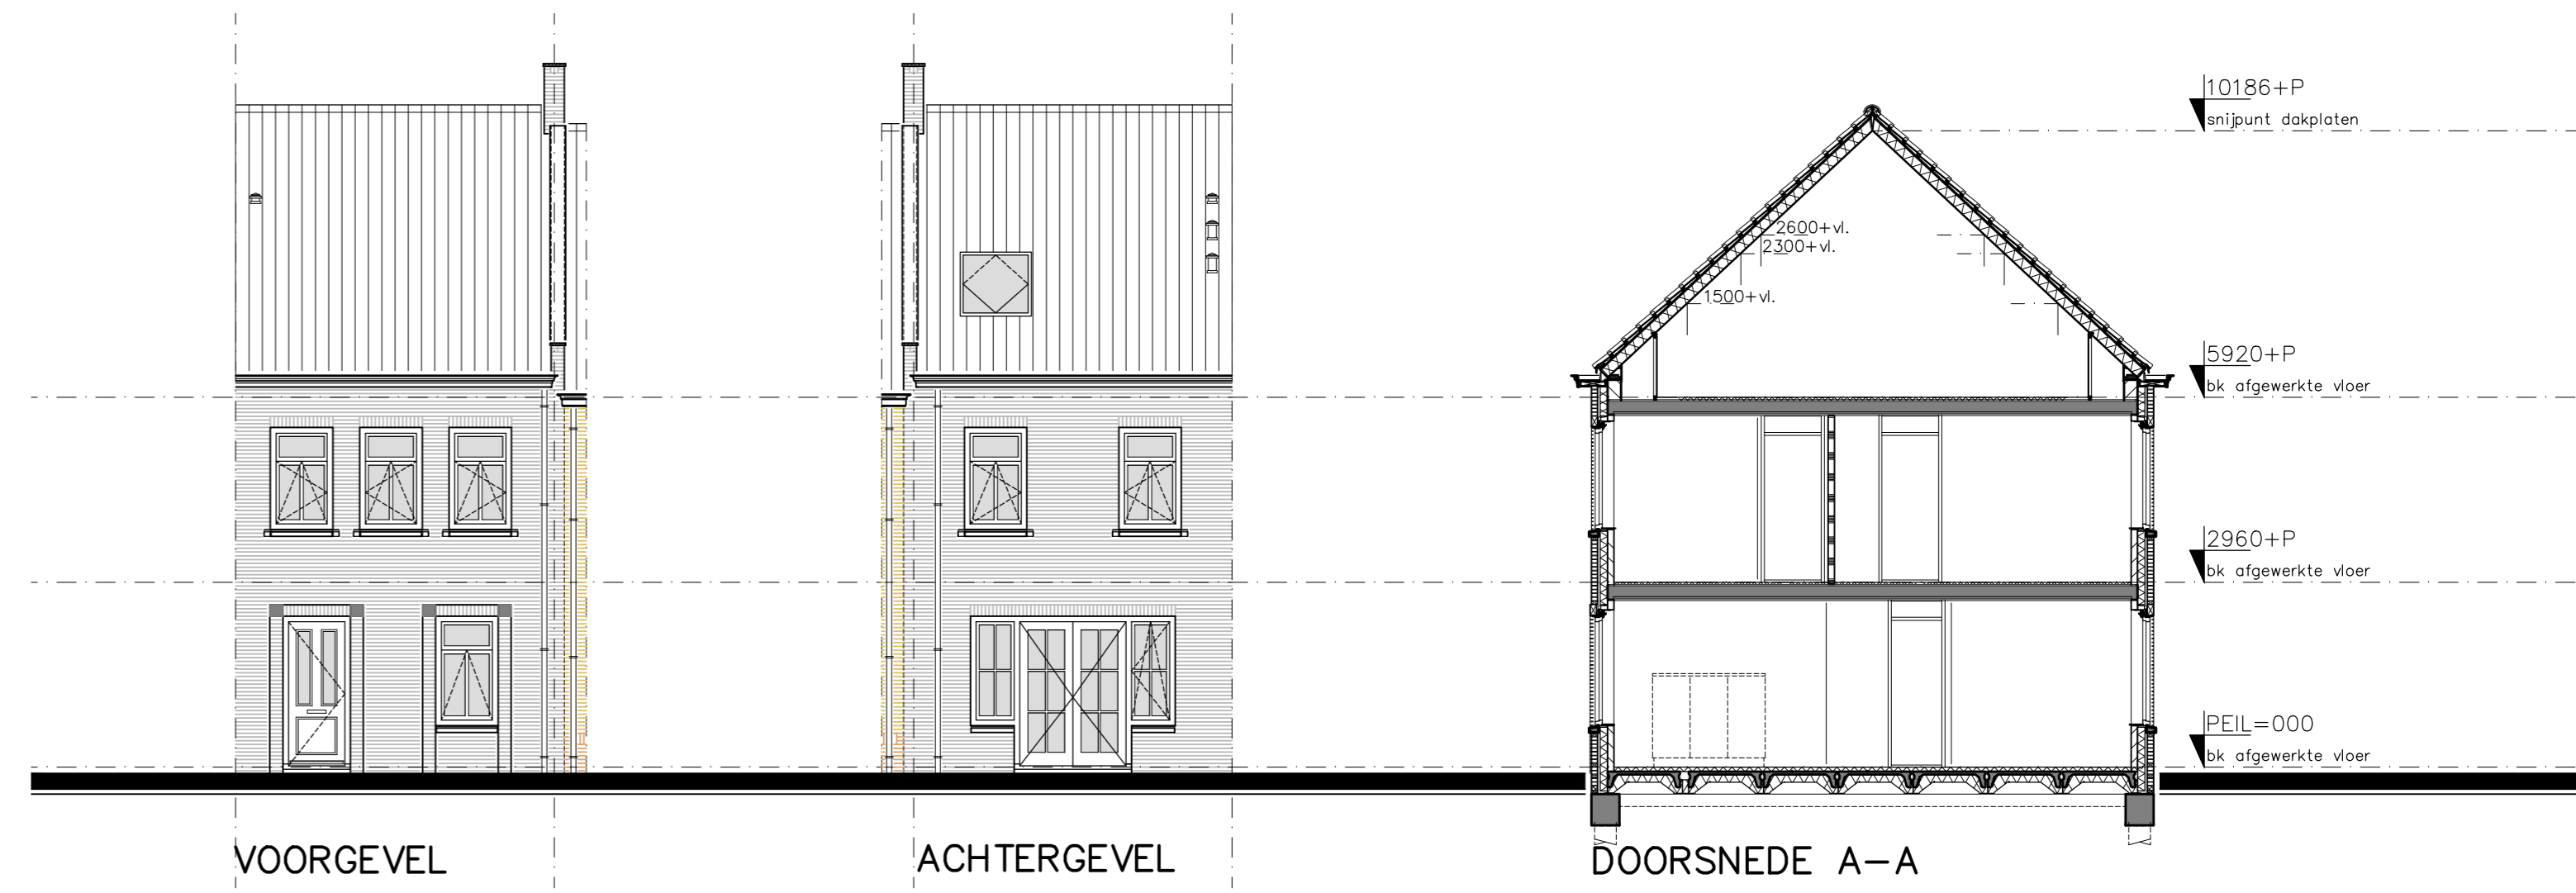 10186+P
snijpunt dakplaten
2600+vl.
2300+vl.
1500+vl.
5920+P
bk afgewerkte vloer
2960+P
bk afgewerkte vloer
PEIL=000
bk afgewerkte vloer
VOORGEVEL
ACHTERGEVEL
DOORSNEDE A-A